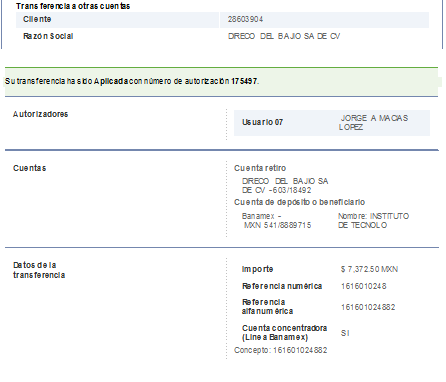 Transferencia a otras cuentas
Cliente 28603904
Razón Social DRECO DEL BAJIO SA DE CV
Su transferencia ha sido Aplicada con número de autorización 175497.
Autorizadores
Usuario 07 JORGE A MACIAS
LOPEZ
Cuentas
Cuenta retiro
DRECO DEL BAJIO SA
DE CV -603/18492
Cuenta de depósito o beneficiario
Banamex - Nombre: INSTITUTO
MXN 541/8889715 DE TECNOLO
Datos de la
transferencia
Importe $ 7,372.50 MXN
Referencia numérica 1616010248
Referencia
alfanumérica 161601024882
Cuenta concentradora
(Linea Banamex) SI
Concepto: 161601024882